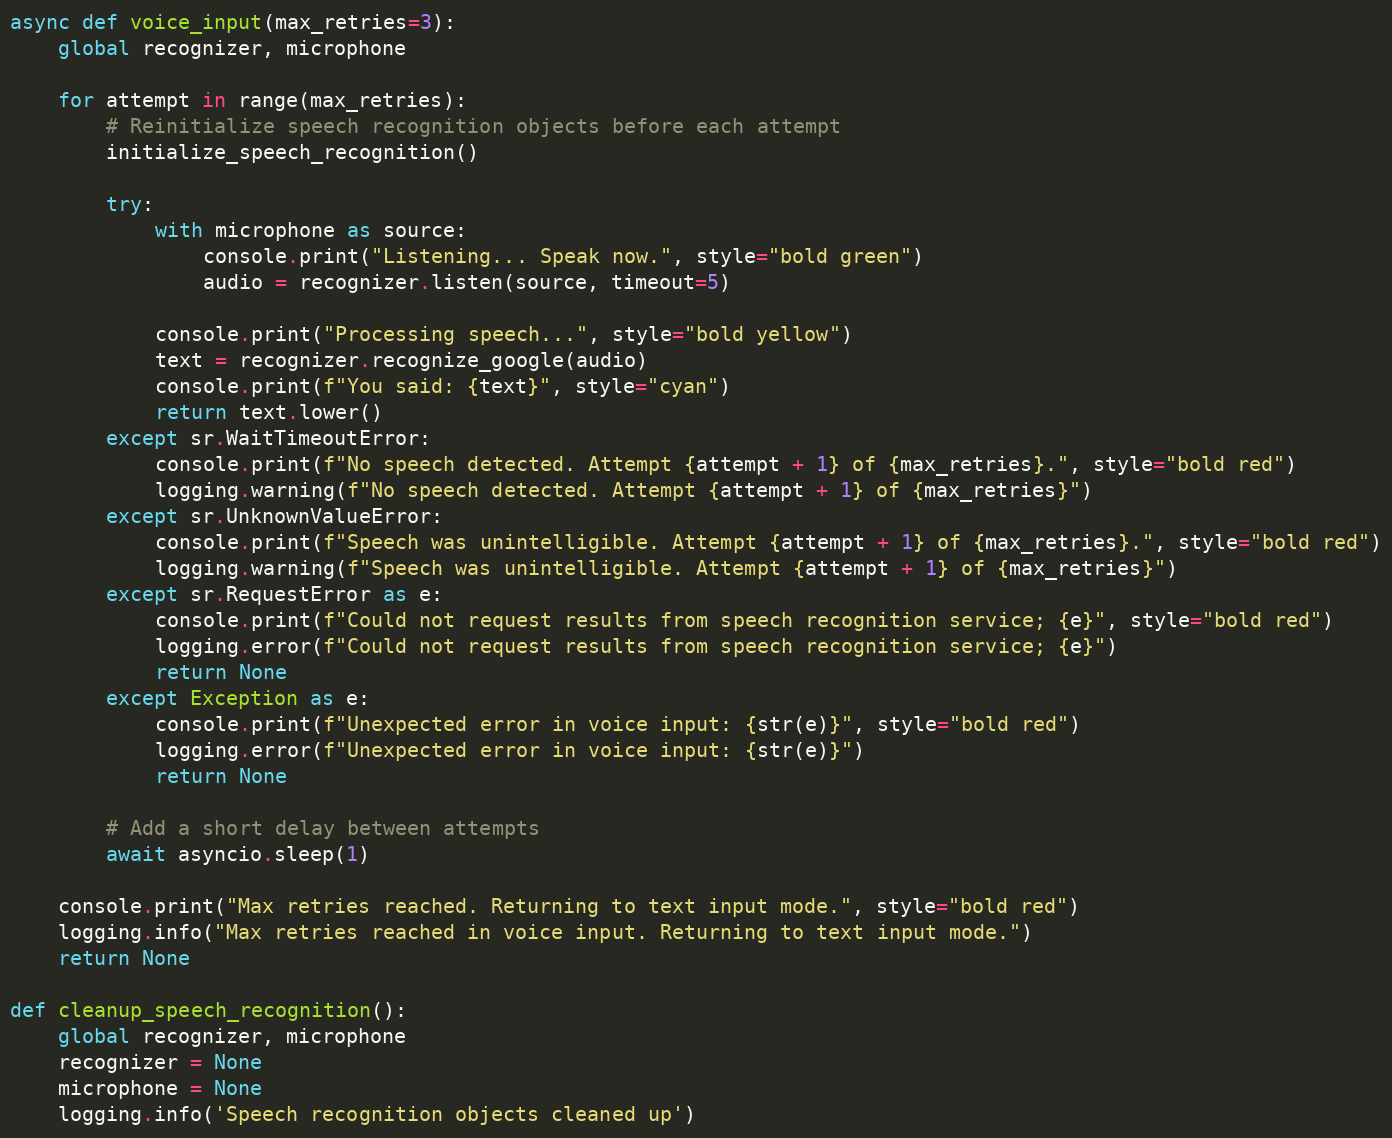 async def voice_input(max_retries=3):
    global recognizer, microphone

    for attempt in range(max_retries):
        # Reinitialize speech recognition objects before each attempt
        initialize_speech_recognition()

        try:
            with microphone as source:
                console.print("Listening... Speak now.", style="bold green")
                audio = recognizer.listen(source, timeout=5)

            console.print("Processing speech...", style="bold yellow")
            text = recognizer.recognize_google(audio)
            console.print(f"You said: {text}", style="cyan")
            return text.lower()
        except sr.WaitTimeoutError:
            console.print(f"No speech detected. Attempt {attempt + 1} of {max_retries}.", style="bold red")
            logging.warning(f"No speech detected. Attempt {attempt + 1} of {max_retries}")
        except sr.UnknownValueError:
            console.print(f"Speech was unintelligible. Attempt {attempt + 1} of {max_retries}.", style="bold red")
            logging.warning(f"Speech was unintelligible. Attempt {attempt + 1} of {max_retries}")
        except sr.RequestError as e:
            console.print(f"Could not request results from speech recognition service; {e}", style="bold red")
            logging.error(f"Could not request results from speech recognition service; {e}")
            return None
        except Exception as e:
            console.print(f"Unexpected error in voice input: {str(e)}", style="bold red")
            logging.error(f"Unexpected error in voice input: {str(e)}")
            return None

        # Add a short delay between attempts
        await asyncio.sleep(1)

    console.print("Max retries reached. Returning to text input mode.", style="bold red")
    logging.info("Max retries reached in voice input. Returning to text input mode.")
    return None

def cleanup_speech_recognition():
    global recognizer, microphone
    recognizer = None
    microphone = None
    logging.info('Speech recognition objects cleaned up')